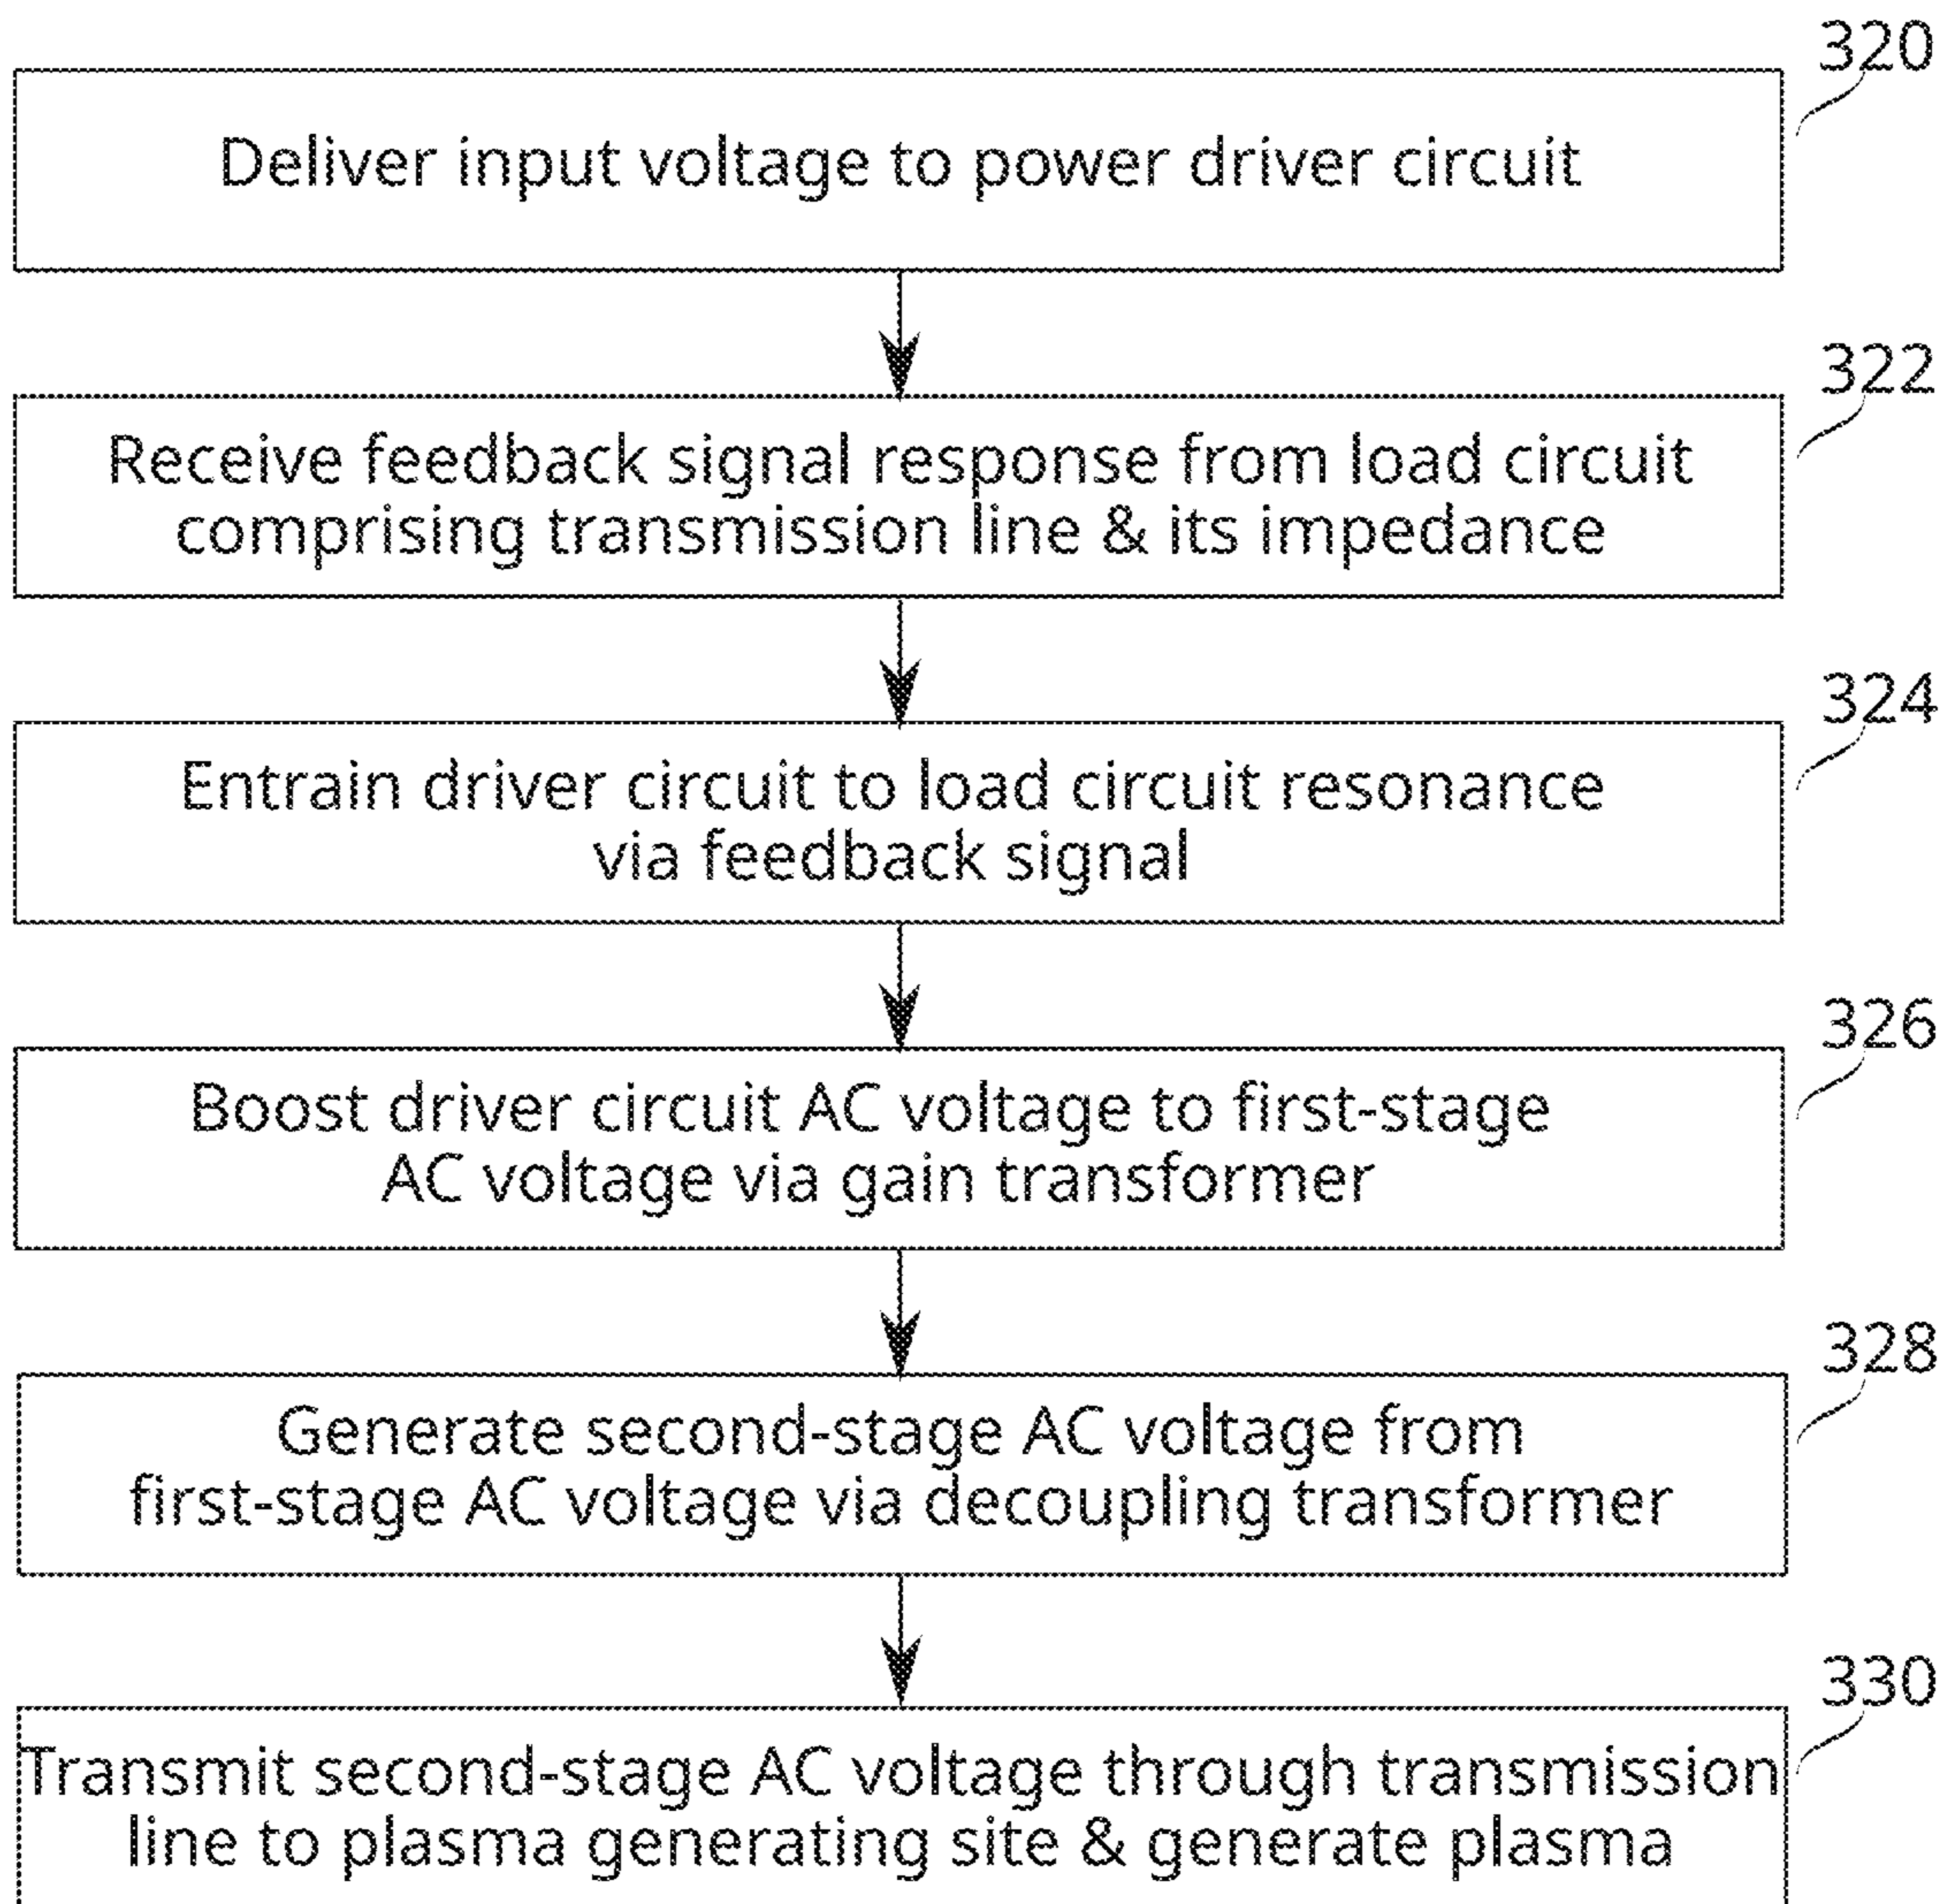 320
Deliver input voltage to power driver circuit
322
Receive feedback signal response from load circuit
comprising transmission line & its impedance
324
Entrain driver circuit to load circuit resonance
via feedback signal
326
Boost driver circuit AC voltage to first-stage
AC voltage via gain transformer
328
Generate second-stage AC voltage from
first-stage AC voltage via decoupling transformer
330
Transmit second-stage AC voltage through transmission
line to plasma generating site & generate plasma